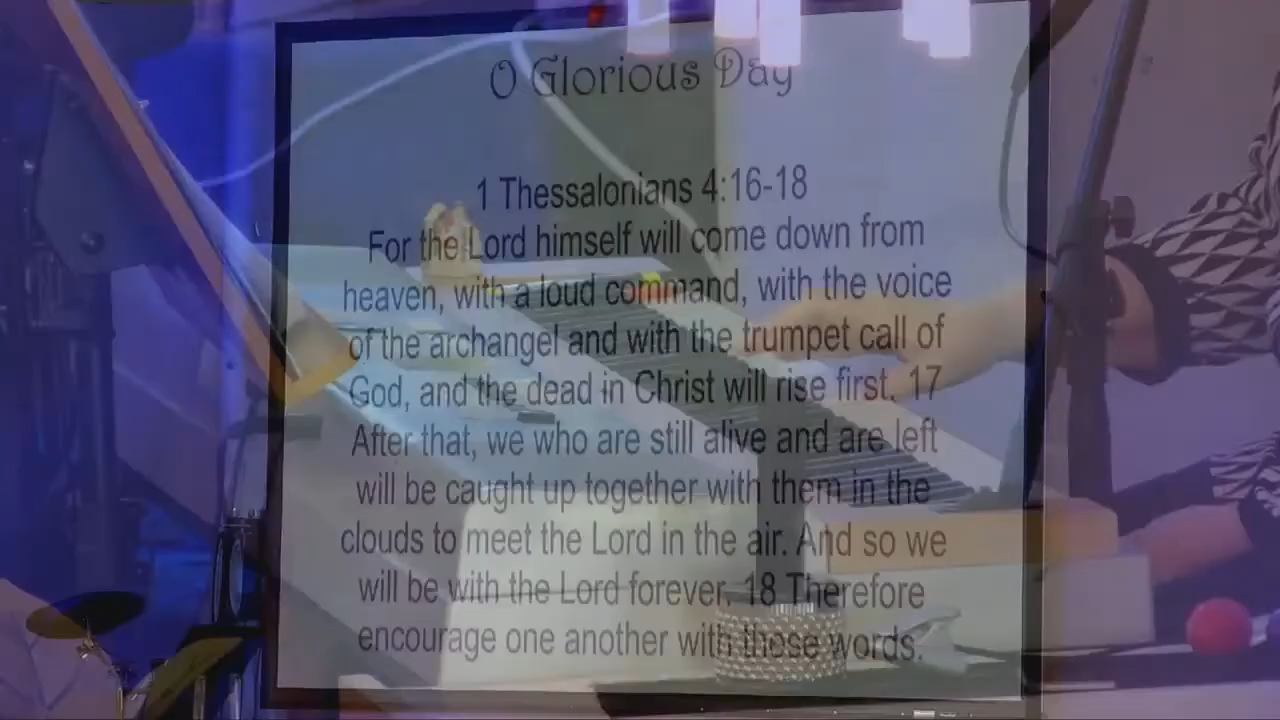 O Glorious Day
1 Thessalonians 4:16-18
For the Lord himself will come down from
heaven, with a loud command, with the voice
of the archangel and with the trumpet call of
God, and the dead in Christ will rise first. 17
After that, we who are still alive and are left
will be caught up together with them in the
clouds to meet the Lord in the air. And so we
will be with the Lord forever. 18 Therefore
encourage one another with those words.